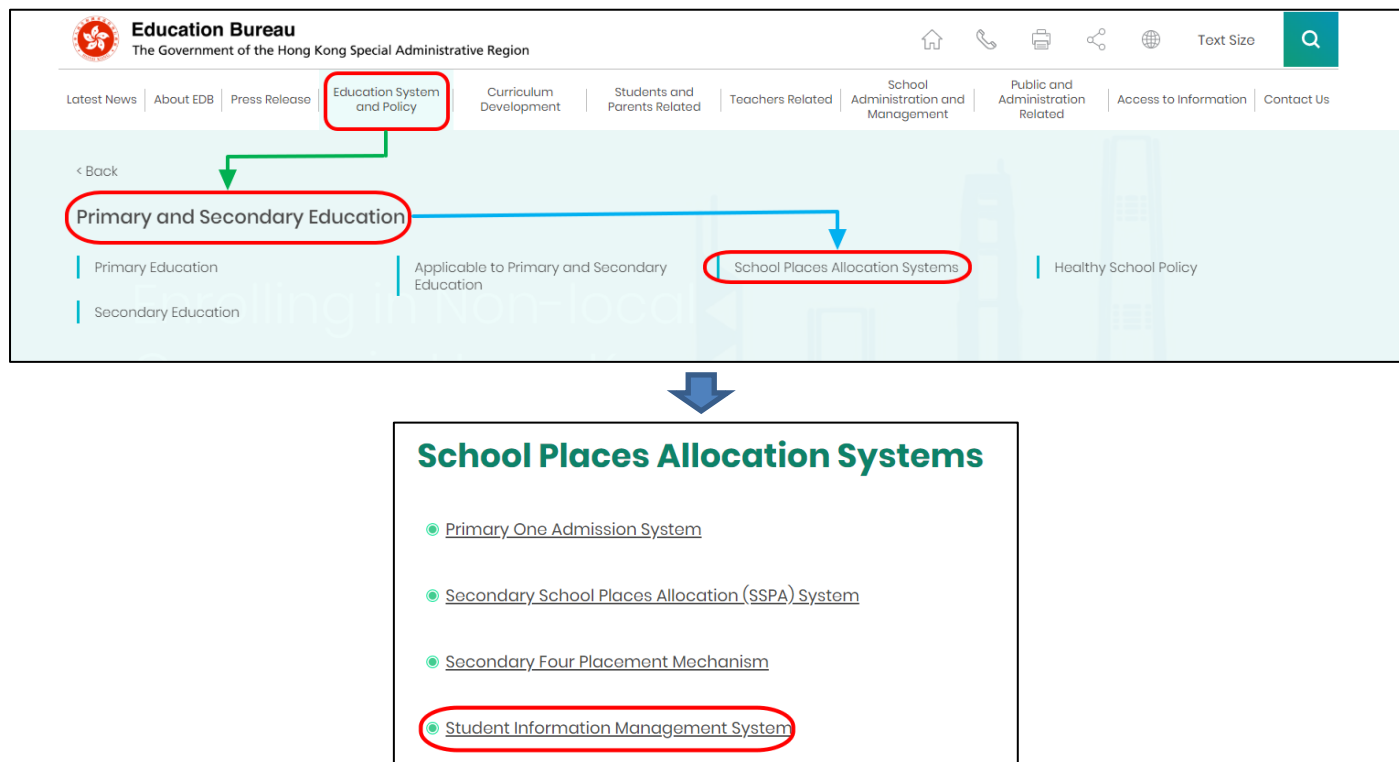 Education Bureau
The Government of the Hong Kong Special Administrative Region
Text Size
Latest News
About EDB
Press Release
Education System
and Policy
Curriculum
Development
Students and
Parents Related
Teachers Related
School
Administration and
Management
Public and
Administration
Related
Access to Information
Contact Us
< Back
Primary and Secondary Education
Primary Education
Applicable to Primary and Secondary
Education
School Places Allocation Systems
Healthy School Policy
Secondary Education
Enrolling in Non-local
School Places Allocation Systems
Primary One Admission System
Secondary School Places Allocation (SSPA) System
Secondary Four Placement Mechanism
Student Information Management System